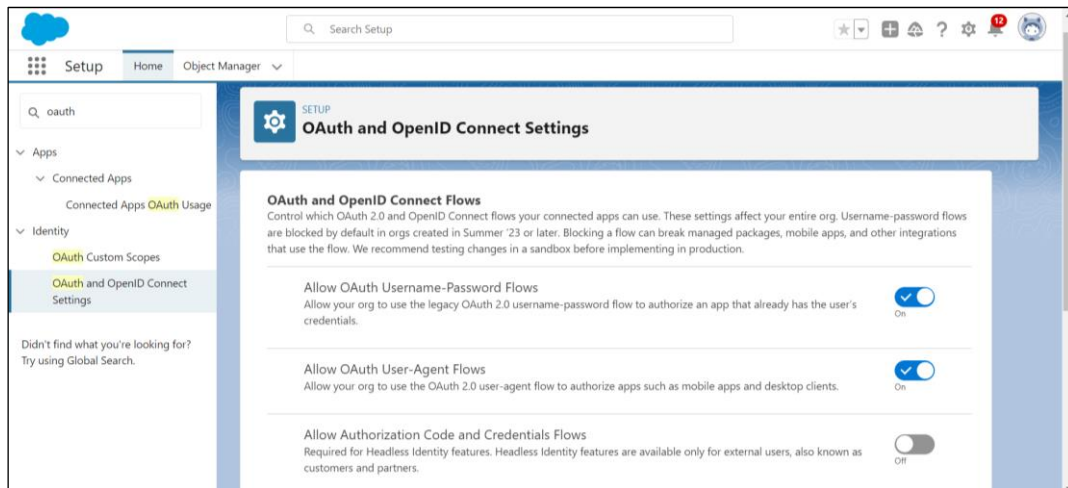 Search Setup
12
Setup
Home
Object Manager
oauth
Apps
Connected Apps
Connected Apps OAuth Usage
Identity
OAuth Custom Scopes
OAuth and OpenID Connect
Settings
Didn't find what you're looking for?
Try using Global Search.
SETUP
OAuth and OpenID Connect Settings
OAuth and OpenID Connect Flows
Control which OAuth 2.0 and OpenID Connect flows your connected apps can use. These settings affect your entire org. Username-password flows
are blocked by default in orgs created in Summer '23 or later. Blocking a flow can break managed packages, mobile apps, and other integrations
that use the flow. We recommend testing changes in a sandbox before implementing in production.
Allow OAuth Username-Password Flows
Allow your org to use the legacy OAuth 2.0 username-password flow to authorize an app that already has the user's
credentials.
On
Allow OAuth User-Agent Flows
Allow your org to use the OAuth 2.0 user-agent flow to authorize apps such as mobile apps and desktop clients.
On
Allow Authorization Code and Credentials Flows
Required for Headless Identity features. Headless Identity features are available only for external users, also known as
customers and partners.
Off